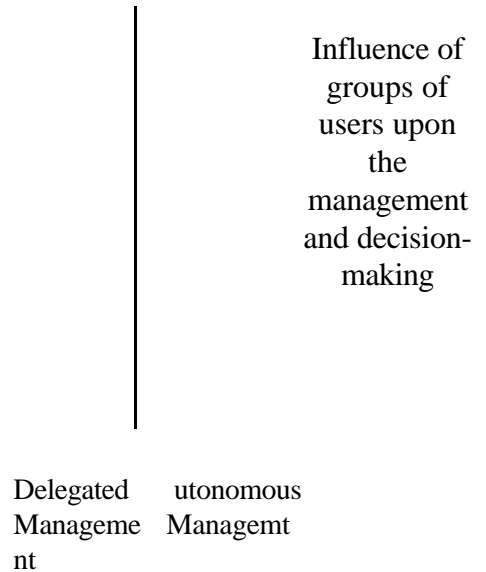 Influence of
groups of
users upon
the
management
and decision-
making
Delegated utonomous
Manageme Managemt
nt